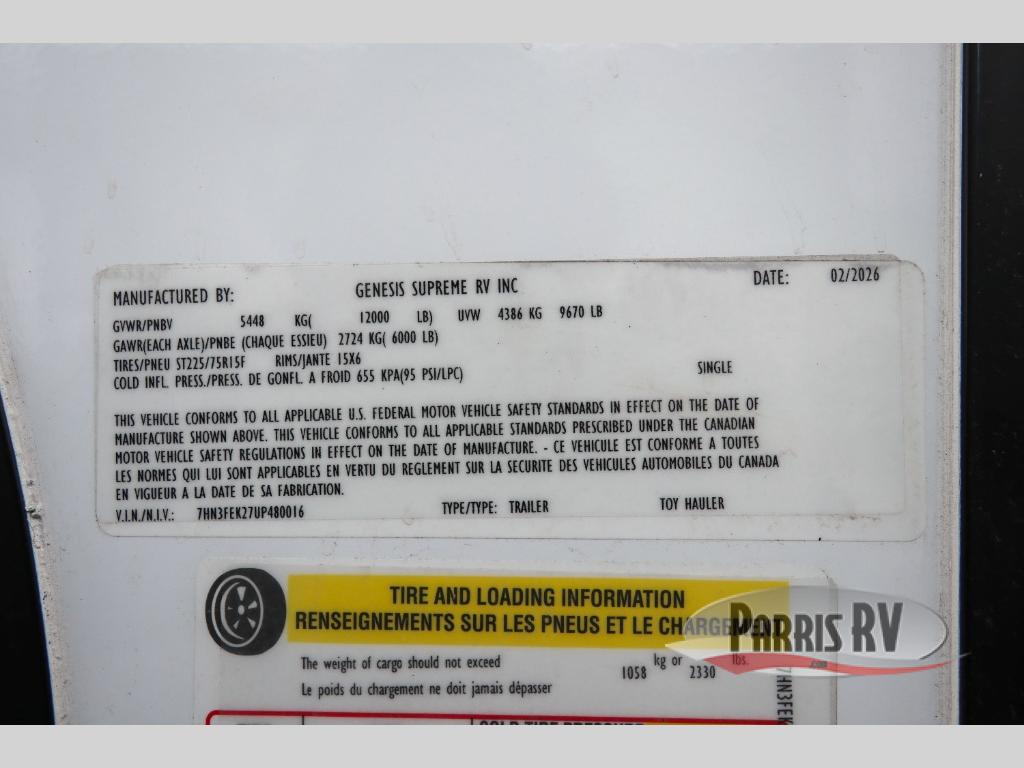 MANUFACTURED BY: GENESIS SUPREME RV INC DATE: 02/2026
GVWR/PNBV 5448 KG( 12000 LB) UVW 4386 KG 9670 LB
GAWR(EACH AXLE)/PNBE (CHAQUE ESSIEU) 2724 KG( 6000 LB)
TIRES/PNEU ST225/75R15F RIMS/JANTE 15X6
COLD INFL. PRESS./PRESS. DE GONFL. A FROID 655 KPA(95 PSI/LPC) SINGLE
THIS VEHICLE CONFORMS TO ALL APPLICABLE U.S. FEDERAL MOTOR VEHICLE SAFETY STANDARDS IN EFFECT ON THE DATE OF
MANUFACTURE SHOWN ABOVE. THIS VEHICLE CONFORMS TO ALL APPLICABLE STANDARDS PRESCRIBED UNDER THE CANADIAN
MOTOR VEHICLE SAFETY REGULATIONS IN EFFECT ON THE DATE OF MANUFACTURE. - CE VEHICULE EST CONFORME A TOUTES
LES NORMES QUI LUI SONT APPLICABLES EN VERTU DU REGLEMENT SUR LA SECURITE DES VEHICULES AUTOMOBILES DU CANADA
EN VIGUEUR A LA DATE DE SA FABRICATION.
V.I.N./N.I.V.: 7HN3FEK27UP480016 TYPE/TYPE: TRAILER TOY HAULER
TIRE AND LOADING INFORMATION
RENSEIGNEMENTS SUR LES PNEUS ET LE CHARGEMENT
The weight of cargo should not exceed 1058 kg or 2330 lbs.
Le poids du chargement ne doit jamais dépasser
7HN3FEK
PARRIS RV
.com
COLD TIRE PRESSURE